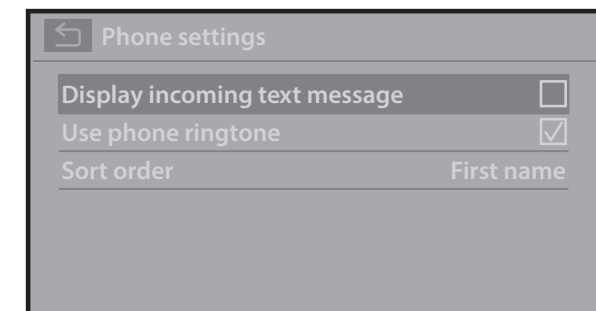 Phone settings
Display incoming text message
Use phone ringtone
Sort order First name